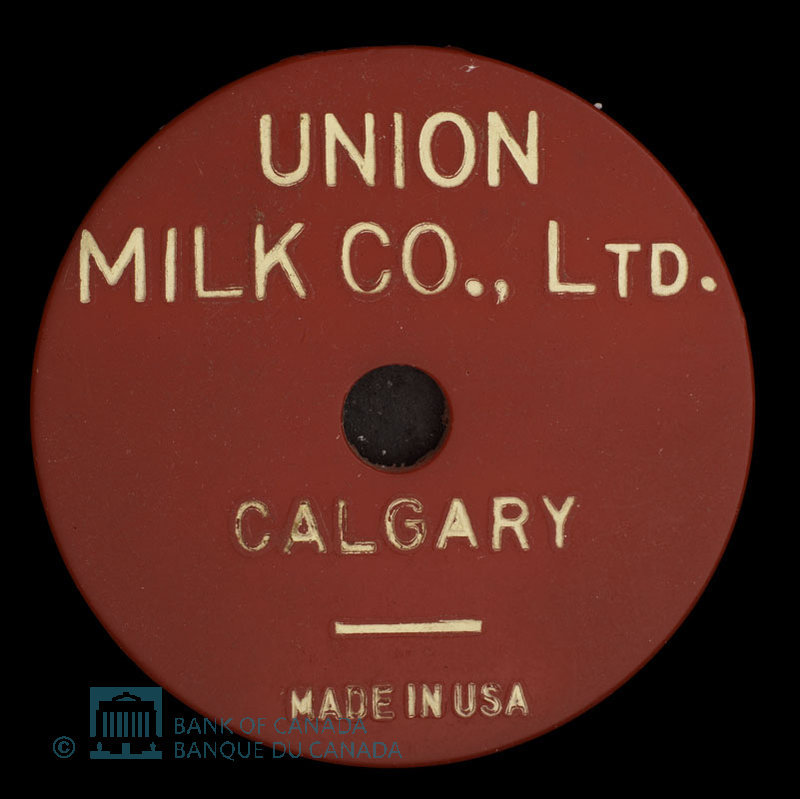 UNION
MILK CO., LTD.
CALGARY
MADE IN USA
© BANK OF CANADA
BANQUE DU CANADA